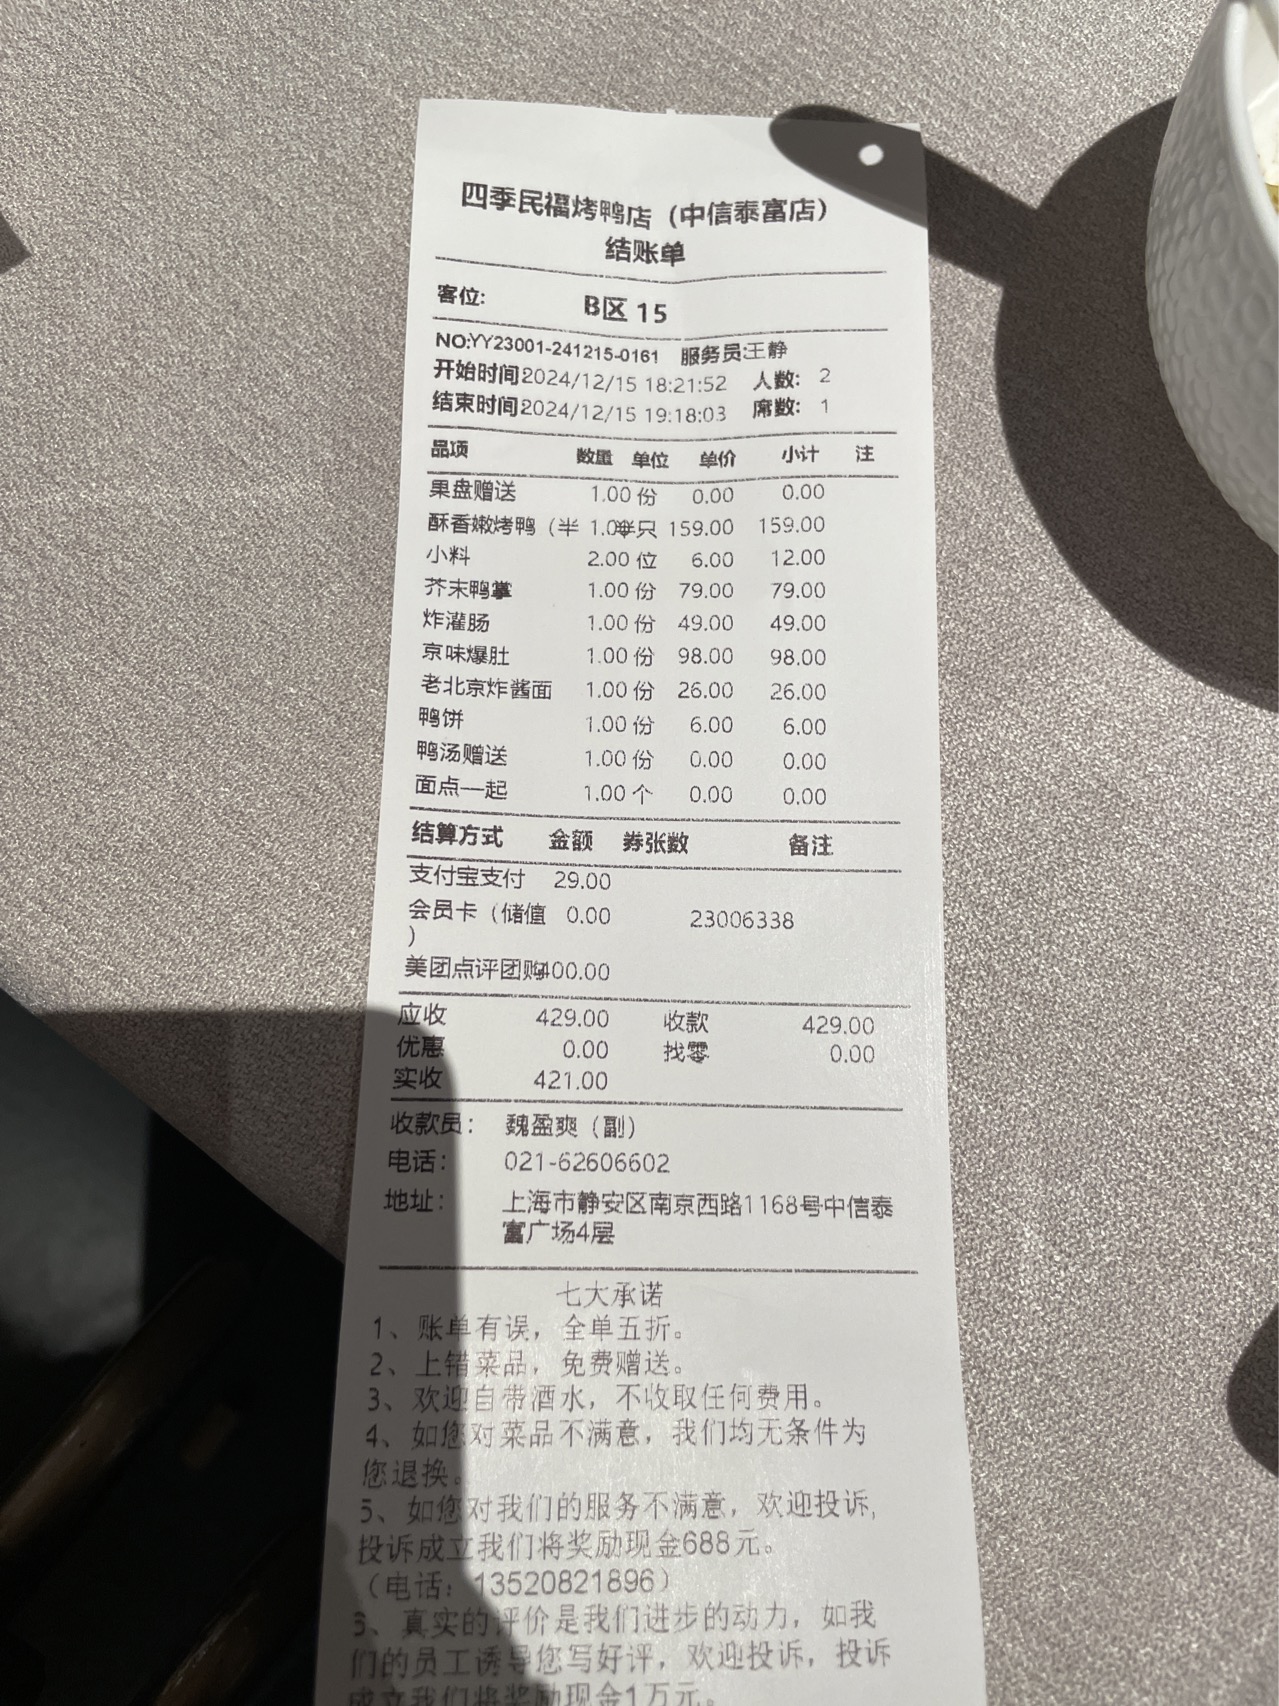 四季民福烤鸭店（中信泰富店）
结账单
客位: B区 15
NO:YY23001-241215-0161 服务员:王静
开始时间2024/12/15 18:21:52 人数: 2
结束时间2024/12/15 19:18:03 席数: 1
品项 数量 单位 单价 小计 注
果盘赠送 1.00 份 0.00 0.00
酥香嫩烤鸭（半 1.0半只 159.00 159.00
小料 2.00 位 6.00 12.00
芥末鸭掌 1.00 份 79.00 79.00
炸灌肠 1.00 份 49.00 49.00
京味爆肚 1.00 份 98.00 98.00
老北京炸酱面 1.00 份 26.00 26.00
鸭饼 1.00 份 6.00 6.00
鸭汤赠送 1.00 份 0.00 0.00
面点一起 1.00 个 0.00 0.00
结算方式 金额 券张数 备注
支付宝支付 29.00
会员卡（储值 0.00 23006338
）
美团点评团购400.00
应收 429.00 收款 429.00
优惠 0.00 找零 0.00
实收 421.00
收款员: 魏盈爽（副）
电话: 021-62606602
地址: 上海市静安区南京西路1168号中信泰
富广场4层
七大承诺
1、账单有误，全单五折。
2、上错菜品，免费赠送。
3、欢迎自带酒水，不收取任何费用。
4、如您对菜品不满意，我们均无条件为
您退换。
5、如您对我们的服务不满意，欢迎投诉,
投诉成立我们将奖励现金688元。
（电话: 13520821896）
3、真实的评价是我们进步的动力，如我
们的员工诱导您写好评，欢迎投诉，投诉
成立我们将奖励现金1万元。